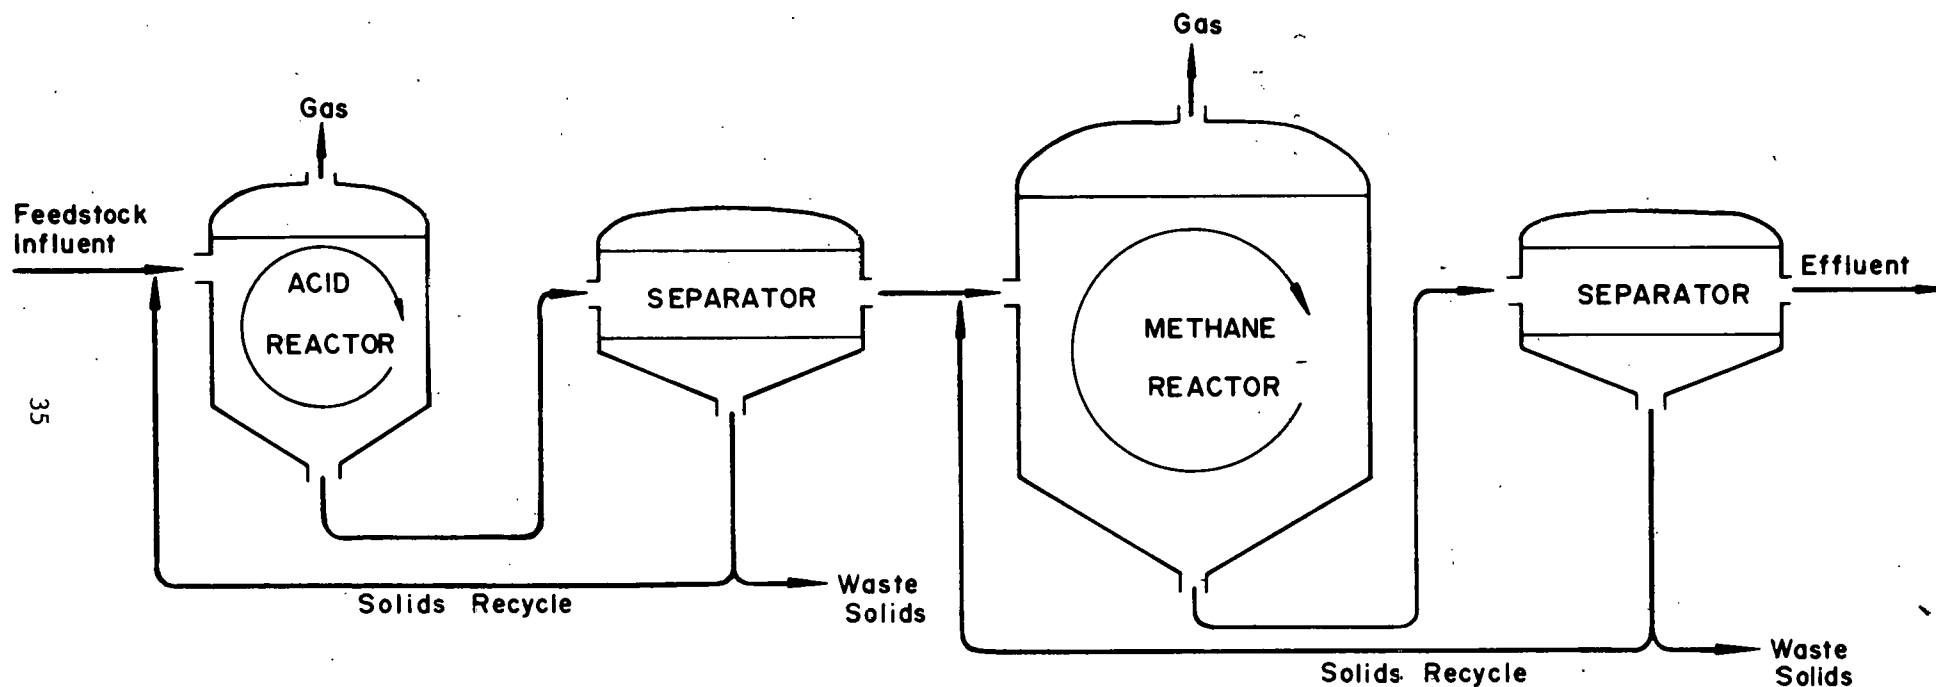 Gas
Gas
Feedstock
Influent
ACID
REACTOR
SEPARATOR
METHANE
REACTOR
SEPARATOR
Effluent
35
Solids Recycle
Waste
Solids
Solids Recycle
Waste
Solids